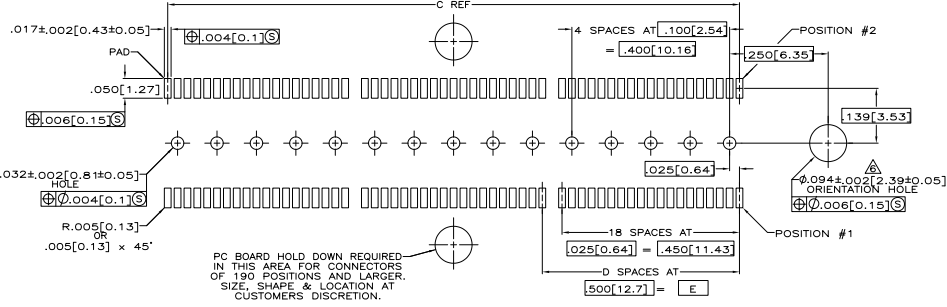 C REF
.017±.002[0.43±0.05]
⌖.004[0.1]Ⓢ
4 SPACES AT .100[2.54]
= .400[10.16]
POSITION #2
.250[6.35]
PAD
.050[1.27]
⌖.006[0.15]Ⓢ
.139[3.53]
.032±.002[0.81±0.05]
HOLE
⌖∅.004[0.1]Ⓢ
.025[0.64]
6
∅.094±.002[2.39±0.05]
ORIENTATION HOLE
⌖∅.006[0.15]Ⓢ
R.005[0.13]
OR
.005[0.13] × 45°
POSITION #1
18 SPACES AT
.025[0.64] = .450[11.43]
PC BOARD HOLD DOWN REQUIRED
IN THIS AREA FOR CONNECTORS
OF 190 POSITIONS AND LARGER.
SIZE, SHAPE & LOCATION AT
CUSTOMERS DISCRETION.
D SPACES AT
.500[12.7] = E